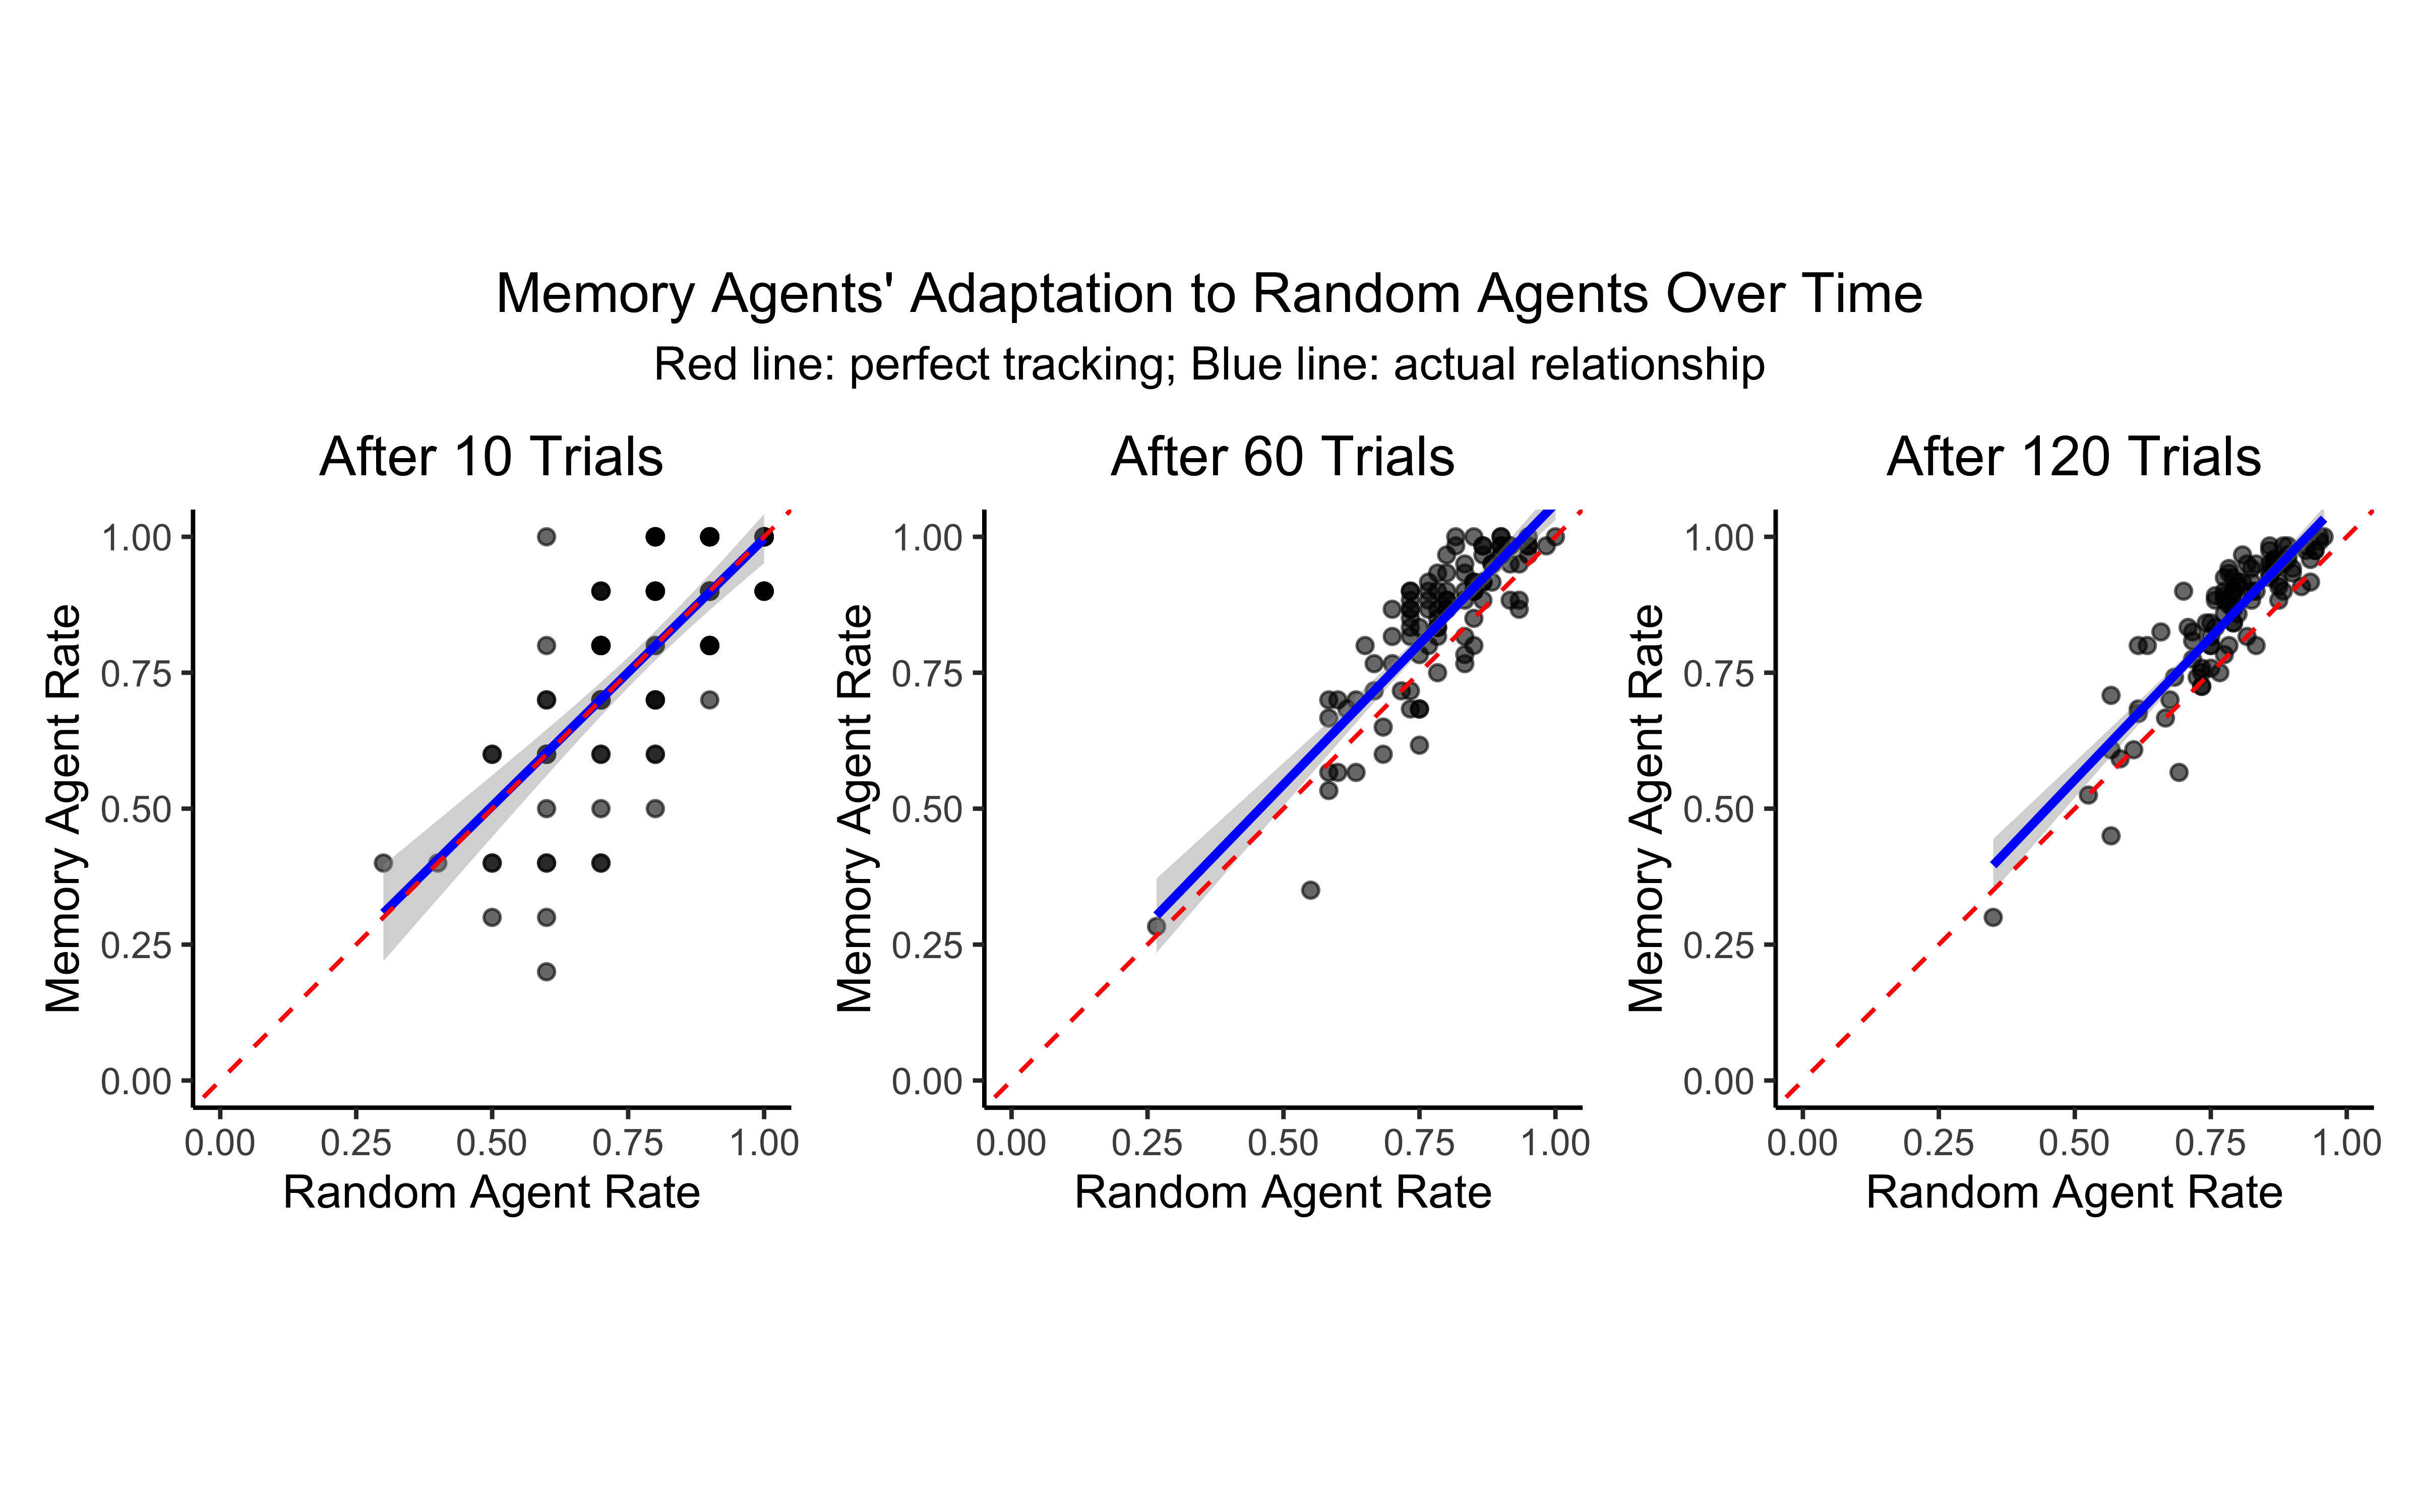 Memory Agents' Adaptation to Random Agents Over Time
Red line: perfect tracking; Blue line: actual relationship
After 10 Trials
Memory Agent Rate
1.00
0.75
0.50
0.25
0.00
0.00 0.25 0.50 0.75 1.00
Random Agent Rate
After 60 Trials
Memory Agent Rate
1.00
0.75
0.50
0.25
0.00
0.00 0.25 0.50 0.75 1.00
Random Agent Rate
After 120 Trials
Memory Agent Rate
1.00
0.75
0.50
0.25
0.00
0.00 0.25 0.50 0.75 1.00
Random Agent Rate